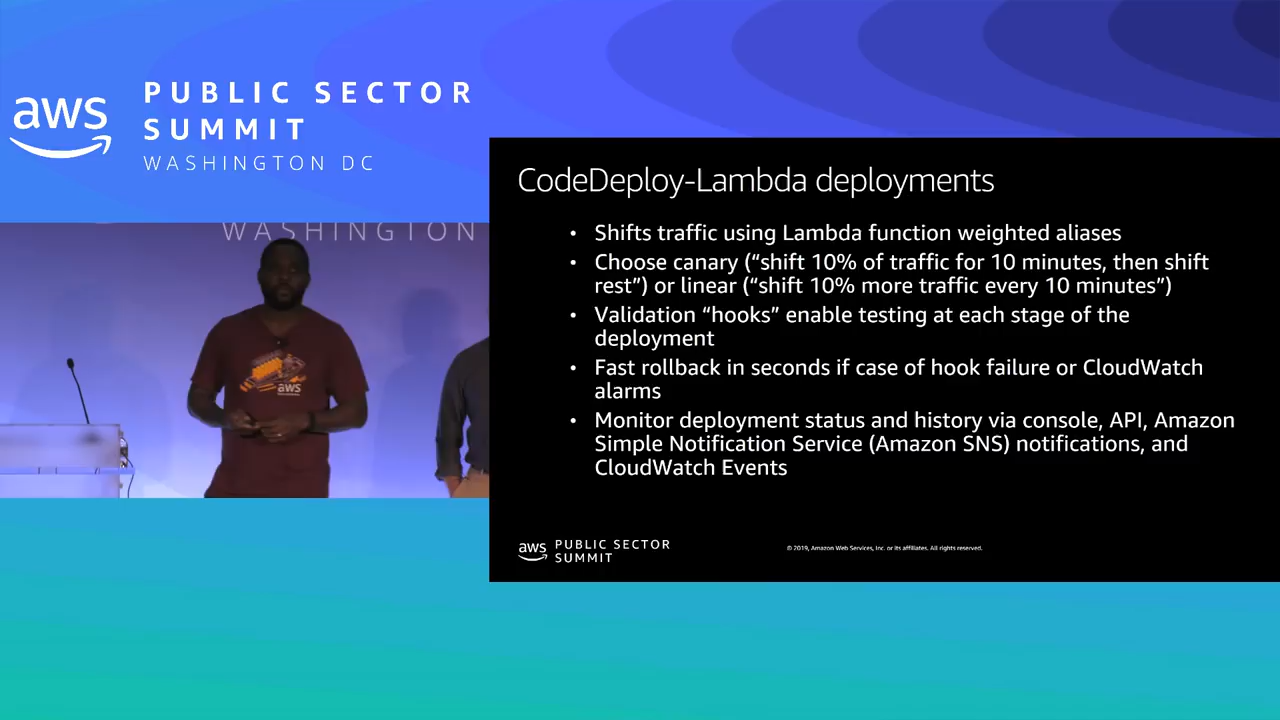 aws
PUBLIC SECTOR
SUMMIT
WASHINGTON DC
WASHINGTON
aws
CodeDeploy-Lambda deployments
• Shifts traffic using Lambda function weighted aliases
• Choose canary (“shift 10% of traffic for 10 minutes, then shift
rest”) or linear (“shift 10% more traffic every 10 minutes”)
• Validation “hooks” enable testing at each stage of the
deployment
• Fast rollback in seconds if case of hook failure or CloudWatch
alarms
• Monitor deployment status and history via console, API, Amazon
Simple Notification Service (Amazon SNS) notifications, and
CloudWatch Events
aws
PUBLIC SECTOR
SUMMIT
© 2019, Amazon Web Services, Inc. or its affiliates. All rights reserved.